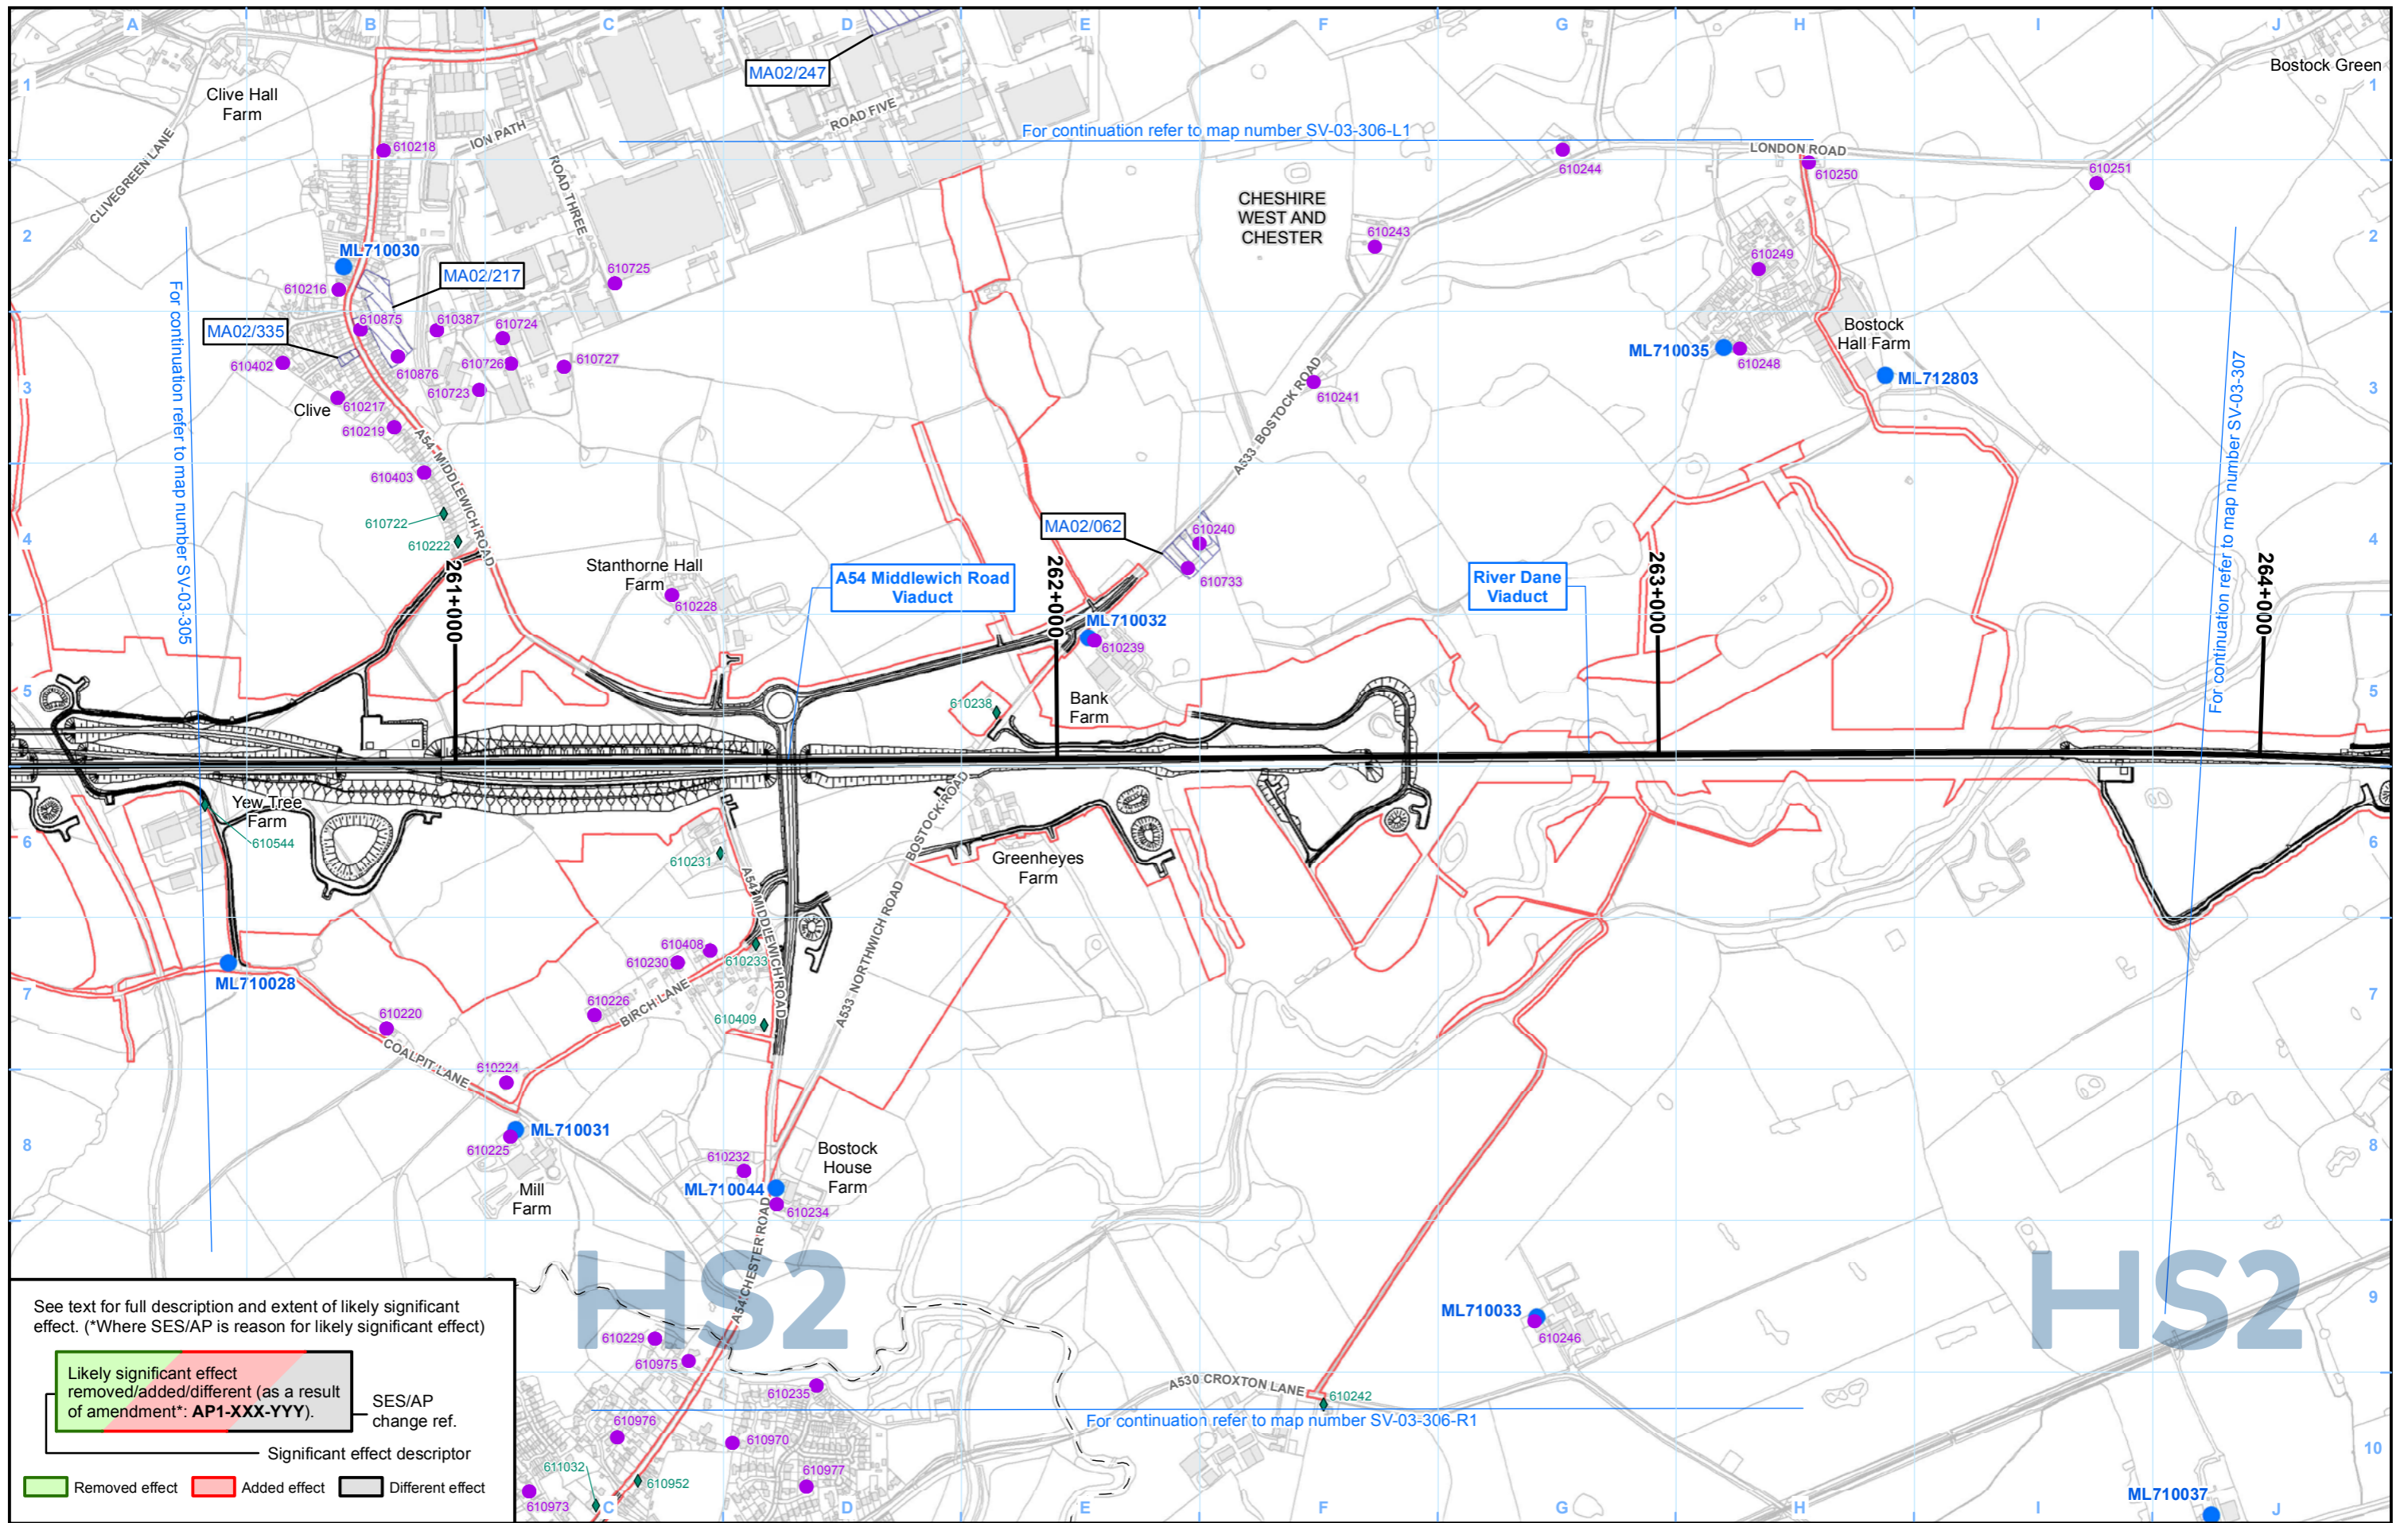 A
B
C
D
E
F
G
H
I
J
MA02/247
Bostock Green
1
1
Clive Hall
Farm
ION PATH
ROAD FIVE
For continuation refer to map number SV-03-306-L1
610218
LONDON ROAD
610244
610250
610251
CLIVEGREEN LANE
ROAD THREE
CHESHIRE
WEST AND
CHESTER
2
2
610243
ML710030
610249
MA02/217
610725
610216
For continuation refer to map number SV-03-305
610875
610387
610724
MA02/335
Bostock
Hall Farm
ML710035
610248
610402
610726
610727
610876
ML712803
3
3
610723
610241
Clive
610217
610219
A54 MIDDLEWICH ROAD
A533 BOSTOCK ROAD
For continuation refer to map number SV-03-307
610403
610722
610222
MA02/062
610240
4
4
261+000
262+000
263+000
264+000
Stanthorne Hall
Farm
610228
A54 Middlewich Road
Viaduct
610733
River Dane
Viaduct
ML710032
610239
5
5
610238
Bank
Farm
Yew Tree
Farm
610544
6
6
610231
BOSTOCK ROAD
Greenheyes
Farm
A54 MIDDLEWICH ROAD
A533 NORTHWICH ROAD
610408
610230
610233
ML710028
7
7
610226
BIRCH LANE
610409
610220
COALPIT LANE
610224
ML710031
610225
8
8
610232
Bostock
House
Farm
ML710044
Mill
Farm
610234
A54 CHESTER ROAD
HS2
HS2
See text for full description and extent of likely significant
effect. (*Where SES/AP is reason for likely significant effect)
9
9
ML710033
610246
610229
610975
Likely significant effect
removed/added/different (as a result
of amendment*: AP1-XXX-YYY).
SES/AP
change ref.
Significant effect descriptor
Removed effect
Added effect
Different effect
610235
A530 CROXTON LANE
610242
For continuation refer to map number SV-03-306-R1
610976
610970
10
611032
610952
610977
610973
ML710037
C
D
E
F
G
H
I
J